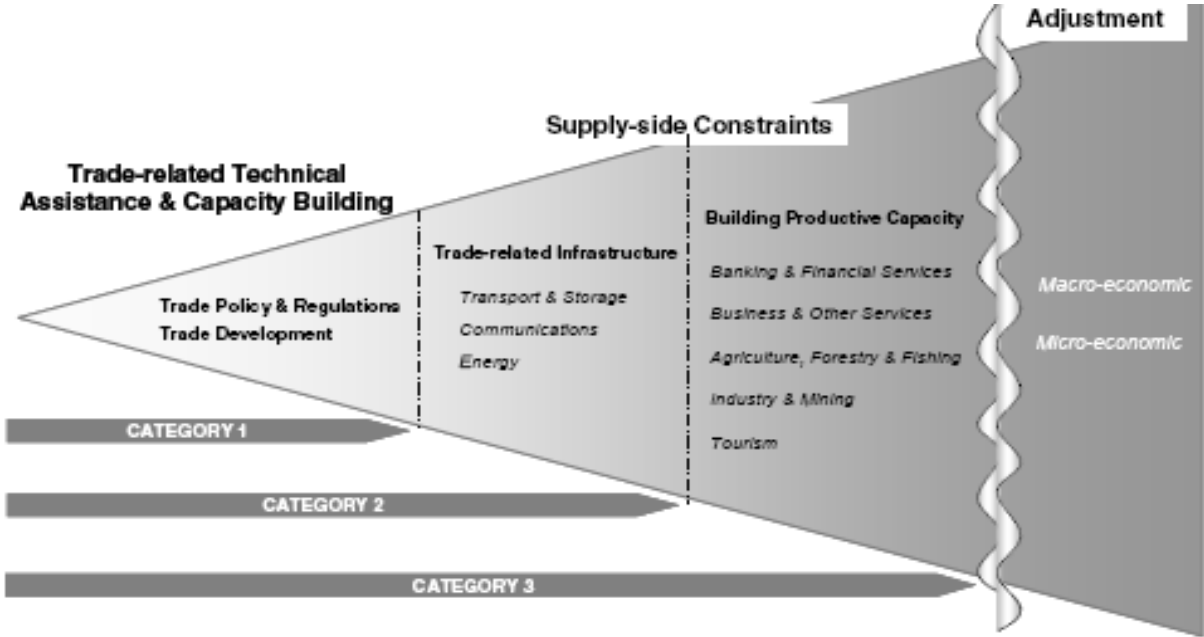 Adjustment
Supply-side Constraints
Trade-related Technical
Assistance & Capacity Building
Trade Policy & Regulations
Trade Development
Trade-related Infrastructure
Transport & Storage
Communications
Energy
Building Productive Capacity
Banking & Financial Services
Business & Other Services
Agriculture, Forestry & Fishing
Industry & Mining
Tourism
Macro-economic
Micro-economic
CATEGORY 1
CATEGORY 2
CATEGORY 3